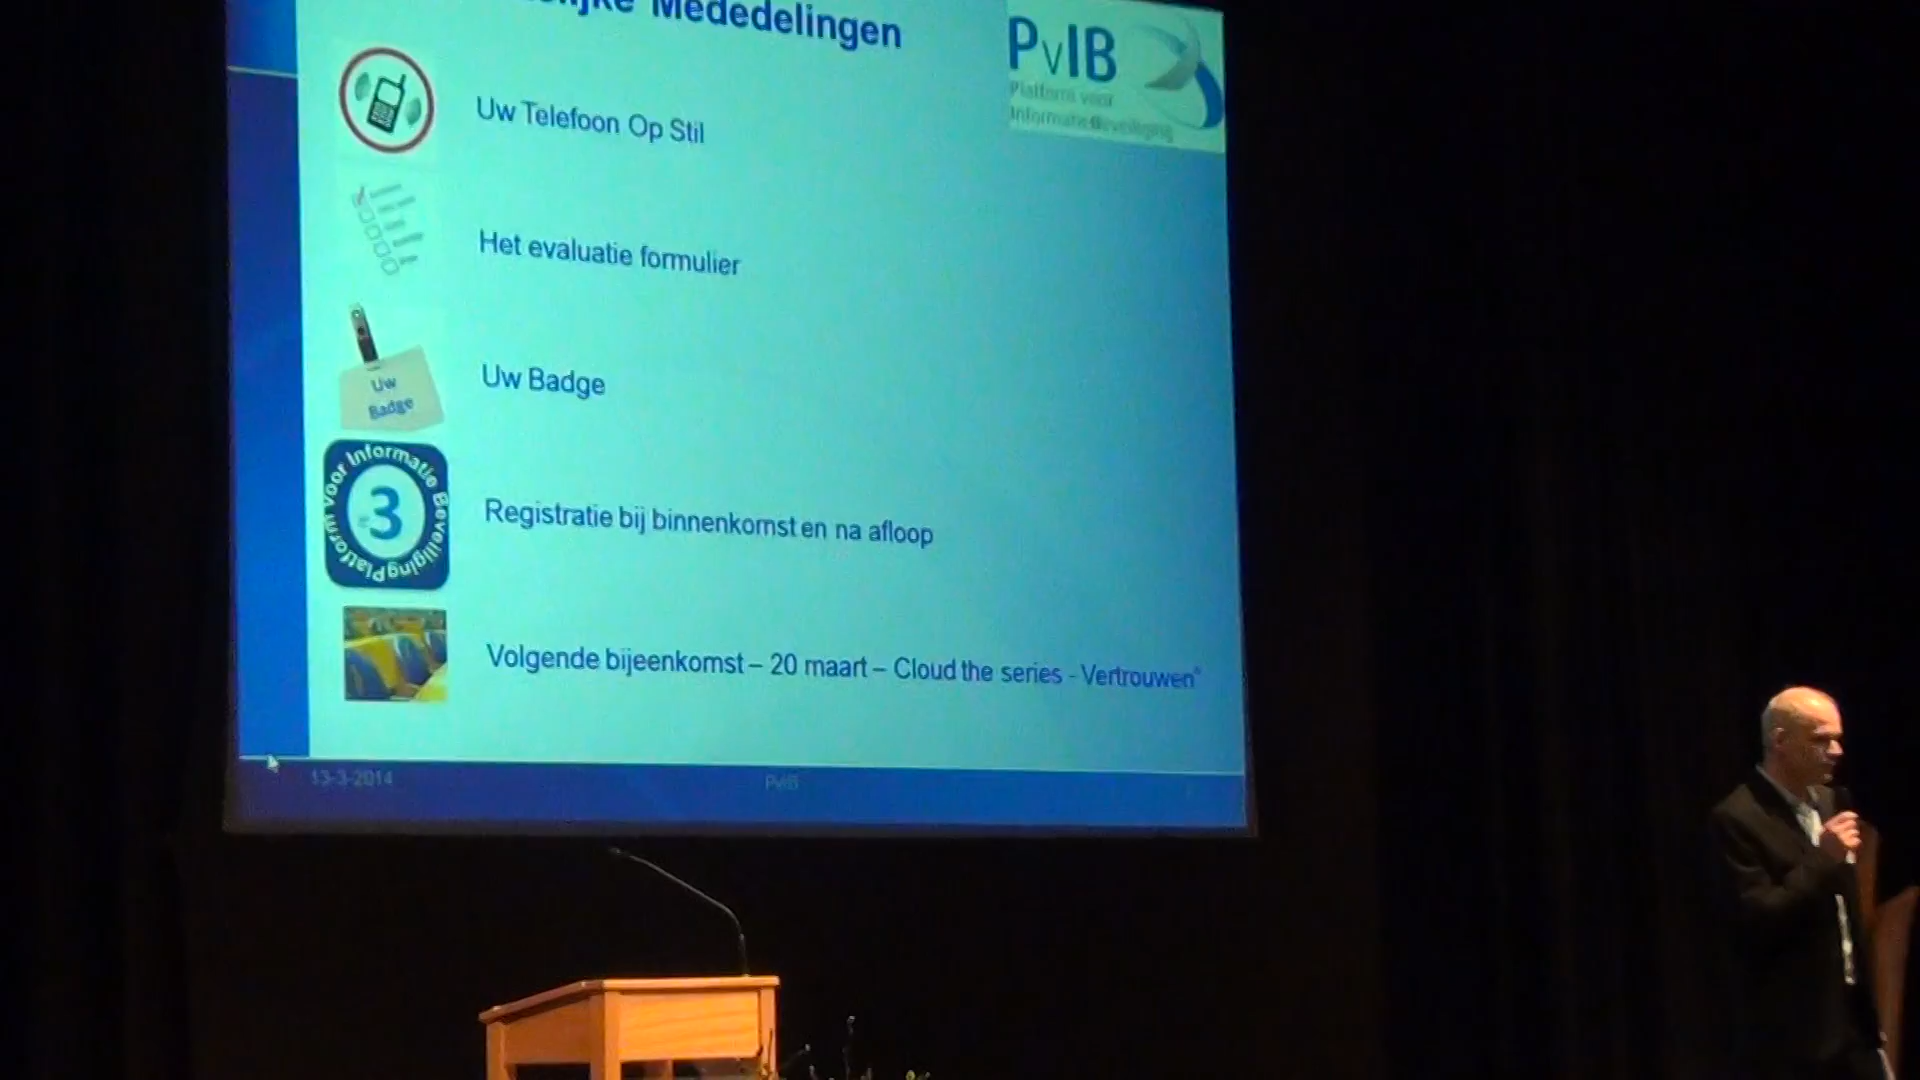 Mededelingen
PvIB
Platform voor
Informatie Beveiliging
Uw Telefoon Op Stil
Het evaluatie formulier
Uw
Badge
Uw Badge
Platform voor Informatie Beveiliging
3
Registratie bij binnenkomst en na afloop
Volgende bijeenkomst – 20 maart – Cloud the series - Vertrouwen"
13-3-2014
PvIB